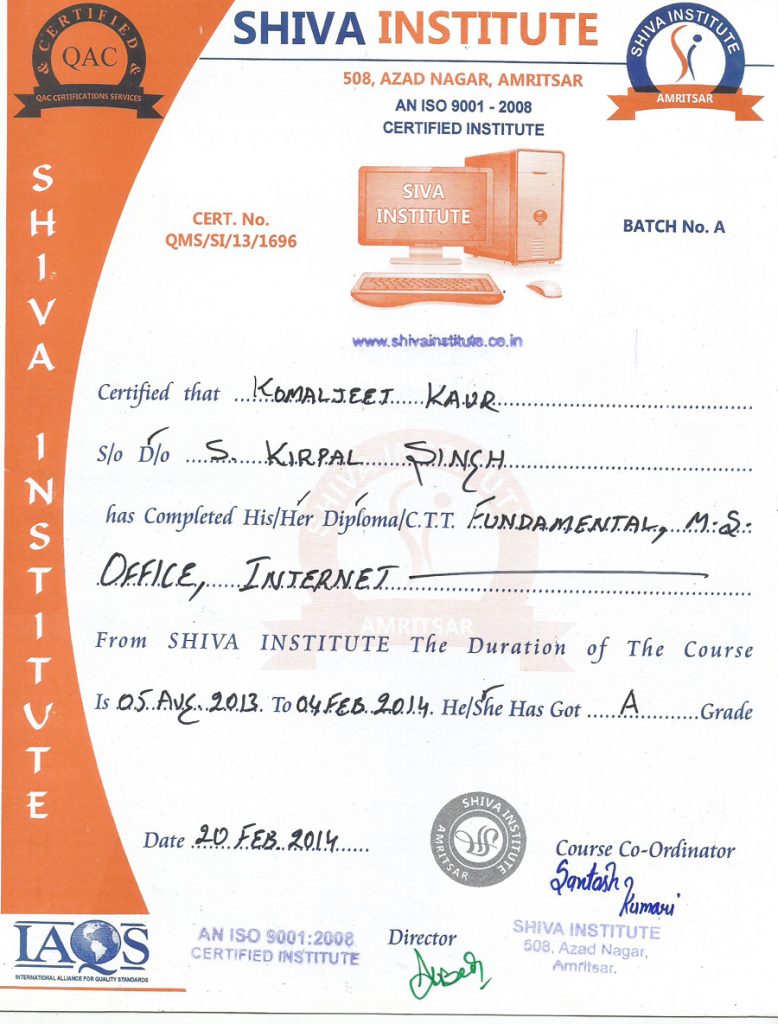 CERTIFIED & &
QAC
QAC CERTIFICATIONS SERVICES
SHIVA INSTITUTE
SHIVA INSTITUTE
AMRITSAR
508, AZAD NAGAR, AMRITSAR
AN ISO 9001 - 2008
CERTIFIED INSTITUTE
SHIVA INSTITUTE
SIVA
INSTITUTE
CERT. No.
QMS/SI/13/1696
BATCH No. A
www.shivainstitute.co.in
Certified that KOMALJEET KAUR
S/o D/o S. KIRPAL SINGH
has Completed His/Her Diploma/C.T.T. FUNDAMENTAL, M.S.
OFFICE, INTERNET
SHIVA INSTITUTE
AMRITSAR
From SHIVA INSTITUTE The Duration of The Course
Is 05 AUG. 2013. To 04 FEB. 2014. He/She Has Got A Grade
Date 20 FEB. 2014
SHIVA INSTITUTE
AMRITSAR
Course Co-Ordinator
Santosh
Kumari
IAQS
INTERNATIONAL ALLIANCE FOR QUALITY STANDARDS
AN ISO 9001:2008
CERTIFIED INSTITUTE
Director
SHIVA INSTITUTE
508, Azad Nagar,
Amritsar.